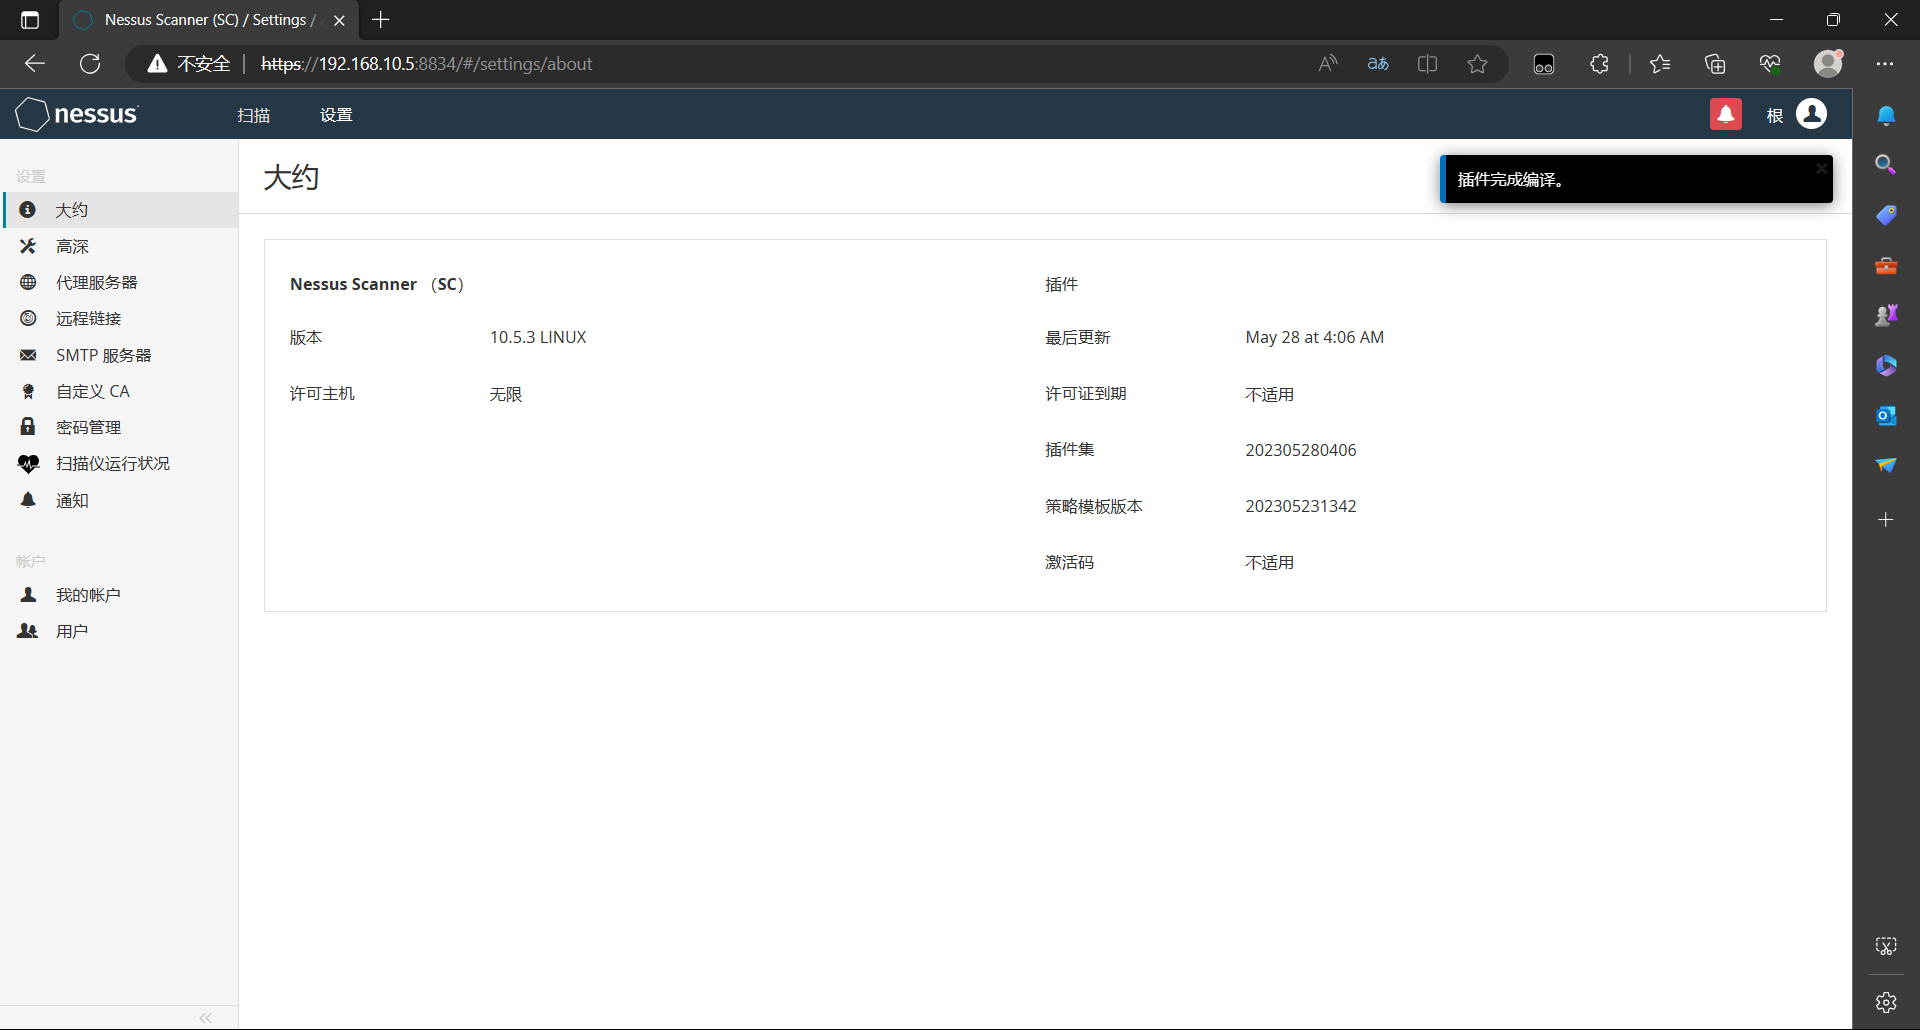 Nessus Scanner (SC) / Settings /
不安全
https://192.168.10.5:8834/#/settings/about
nessus
扫描
设置
根
设置
大约
高深
代理服务器
远程链接
SMTP 服务器
自定义 CA
密码管理
扫描仪运行状况
通知
帐户
我的帐户
用户
大约
插件完成编译。
Nessus Scanner （SC）
版本 10.5.3 LINUX
许可主机 无限
插件
最后更新 May 28 at 4:06 AM
许可证到期 不适用
插件集 202305280406
策略模板版本 202305231342
激活码 不适用